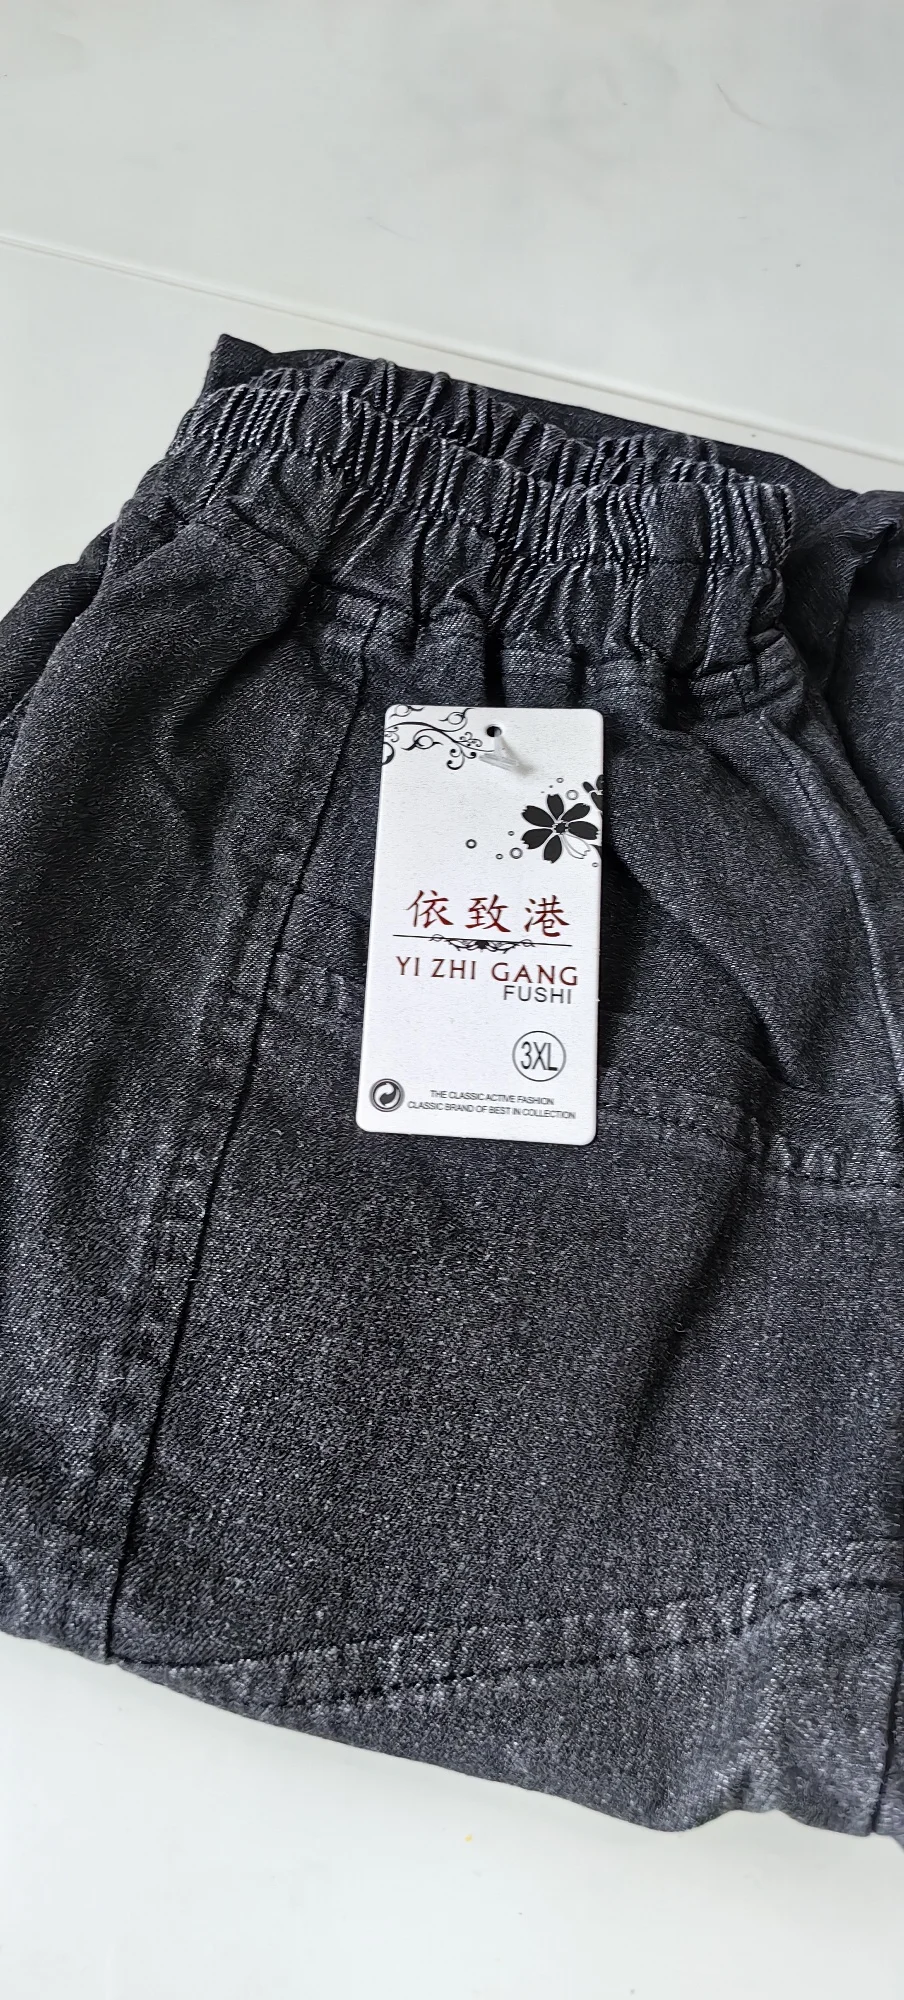 依致港
YI ZHI GANG
FUSHI
3XL
THE CLASSIC ACTIVE FASHION
CLASSIC BRAND OF BEST IN COLLECTION